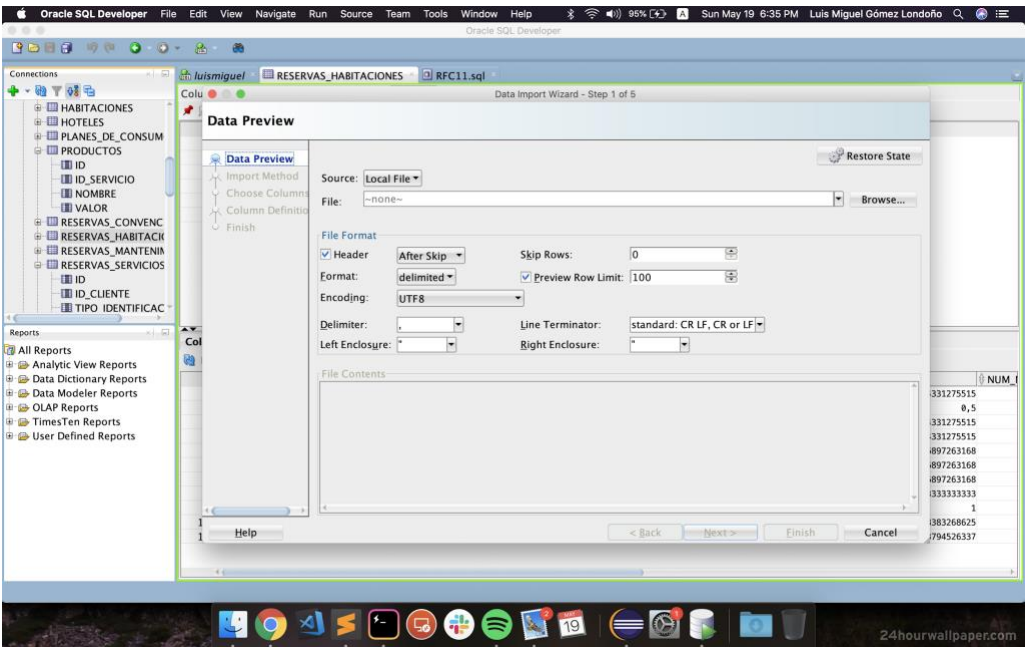 Oracle SQL Developer File Edit View Navigate Run Source Team Tools Window Help 95% A Sun May 19 6:35 PM Luis Miguel Gómez Londoño
Oracle SQL Developer
Connections
HABITACIONES
HOTELES
PLANES_DE_CONSUM
PRODUCTOS
ID
ID_SERVICIO
NOMBRE
VALOR
RESERVAS_CONVENC
RESERVAS_HABITACI
RESERVAS_MANTENIM
RESERVAS_SERVICIOS
ID
ID_CLIENTE
TIPO IDENTIFICAC
Reports
All Reports
Analytic View Reports
Data Dictionary Reports
Data Modeler Reports
OLAP Reports
TimesTen Reports
User Defined Reports
luismiguel RESERVAS_HABITACIONES RFC11.sql
Colu
Data Import Wizard - Step 1 of 5
Data Preview
Data Preview
Import Method
Choose Columns
Column Definitio
Finish
Restore State
Source: Local File
File: ~none~ Browse...
File Format
Header After Skip Skip Rows: 0
Format: delimited Preview Row Limit: 100
Encoding: UTF8
Delimiter: , Line Terminator: standard: CR LF, CR or LF
Left Enclosure: " Right Enclosure: "
File Contents
Help < Back Next > Finish Cancel
Col
NUM_
331275515
0,5
331275515
331275515
897263168
897263168
897263168
333333333
1
383268625
794526337
1
1
2
19
1
24hourwallpaper.com